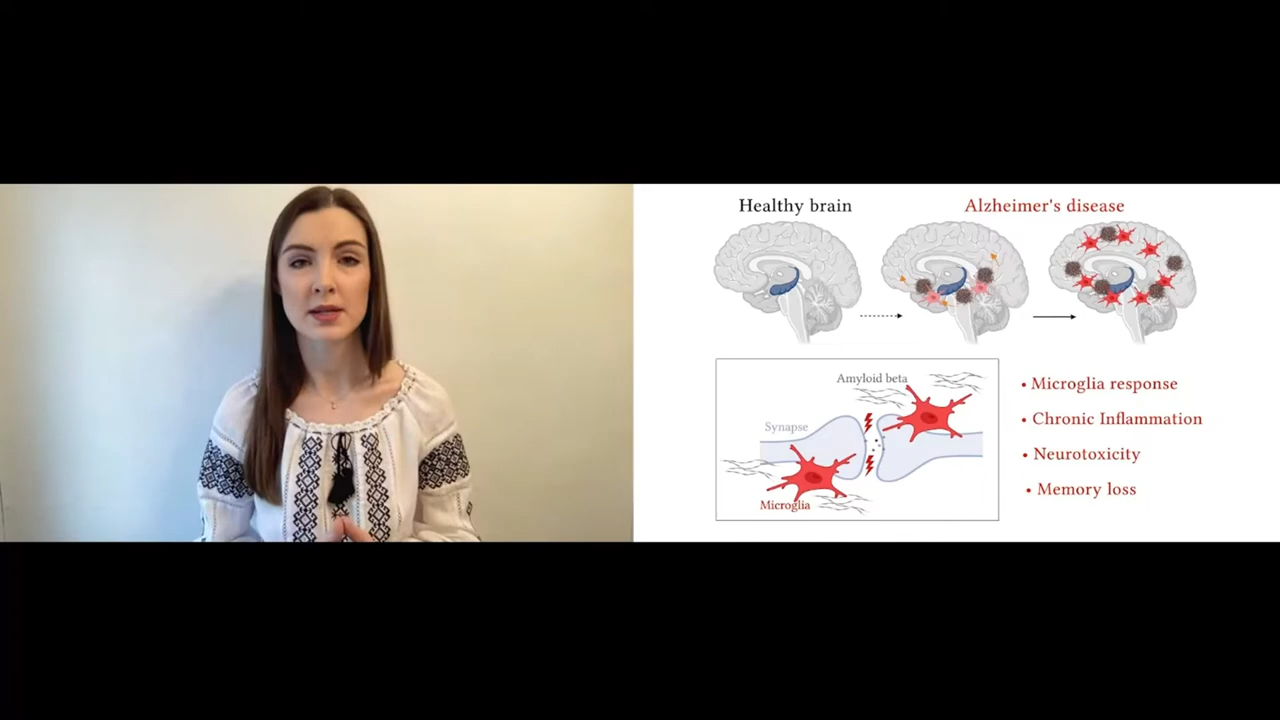 Healthy brain
Alzheimer's disease
Amyloid beta
Synapse
Microglia
• Microglia response
• Chronic Inflammation
• Neurotoxicity
• Memory loss